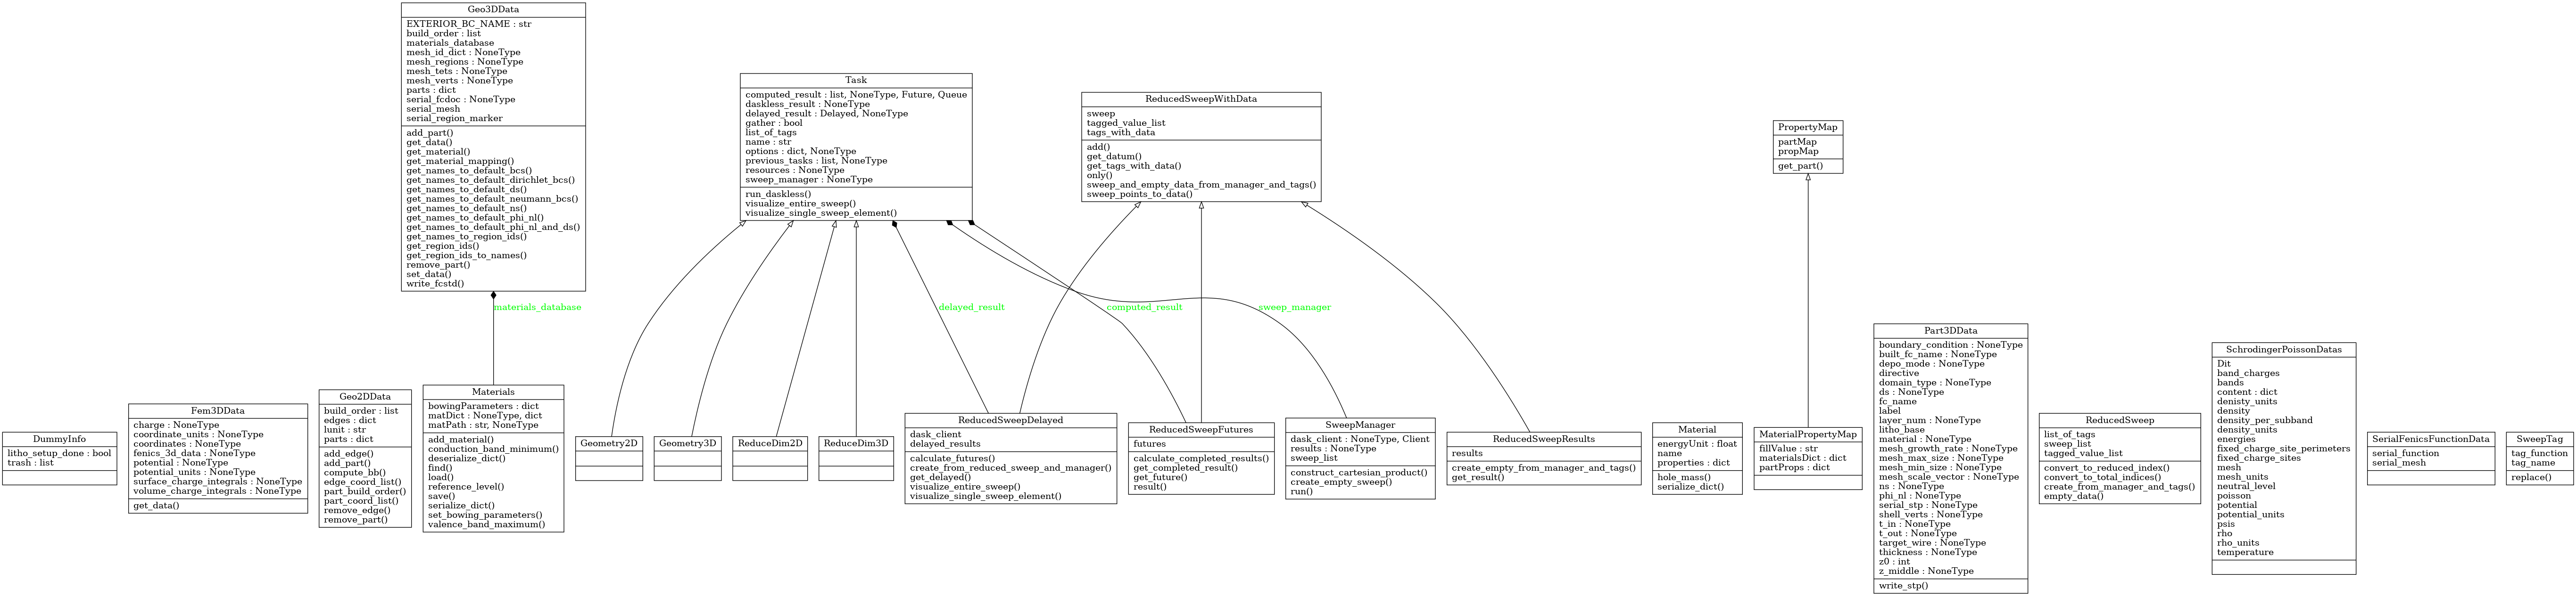 Geo3DData
EXTERIOR_BC_NAME : str
build_order : list
materials_database
mesh_id_dict : NoneType
mesh_regions : NoneType
mesh_tets : NoneType
mesh_verts : NoneType
parts : dict
serial_fcdoc : NoneType
serial_mesh
serial_region_marker
add_part()
get_data()
get_material()
get_material_mapping()
get_names_to_default_bcs()
get_names_to_default_dirichlet_bcs()
get_names_to_default_ds()
get_names_to_default_neumann_bcs()
get_names_to_default_ns()
get_names_to_default_phi_nl()
get_names_to_default_phi_nl_and_ds()
get_names_to_region_ids()
get_region_ids()
get_region_ids_to_names()
remove_part()
set_data()
write_fcstd()
Task
computed_result : list, NoneType, Future, Queue
daskless_result : NoneType
delayed_result : Delayed, NoneType
gather : bool
list_of_tags
name : str
options : dict, NoneType
previous_tasks : list, NoneType
resources : NoneType
sweep_manager : NoneType
run_daskless()
visualize_entire_sweep()
visualize_single_sweep_element()
ReducedSweepWithData
sweep
tagged_value_list
tags_with_data
add()
get_datum()
get_tags_with_data()
only()
sweep_and_empty_data_from_manager_and_tags()
sweep_points_to_data()
PropertyMap
partMap
propMap
get_part()
materials_database
delayed_result
computed_result
sweep_manager
DummyInfo
litho_setup_done : bool
trash : list
Fem3DData
charge : NoneType
coordinate_units : NoneType
coordinates : NoneType
fenics_3d_data : NoneType
potential : NoneType
potential_units : NoneType
surface_charge_integrals : NoneType
volume_charge_integrals : NoneType
get_data()
Geo2DData
build_order : list
edges : dict
lunit : str
parts : dict
add_edge()
add_part()
compute_bb()
edge_coord_list()
part_build_order()
part_coord_list()
remove_edge()
remove_part()
Materials
bowingParameters : dict
matDict : NoneType, dict
matPath : str, NoneType
add_material()
conduction_band_minimum()
deserialize_dict()
find()
load()
reference_level()
save()
serialize_dict()
set_bowing_parameters()
valence_band_maximum()
Geometry2D
Geometry3D
ReduceDim2D
ReduceDim3D
ReducedSweepDelayed
dask_client
delayed_results
calculate_futures()
create_from_reduced_sweep_and_manager()
get_delayed()
visualize_entire_sweep()
visualize_single_sweep_element()
ReducedSweepFutures
futures
calculate_completed_results()
get_completed_result()
get_future()
result()
SweepManager
dask_client : NoneType, Client
results : NoneType
sweep_list
construct_cartesian_product()
create_empty_sweep()
run()
ReducedSweepResults
results
create_empty_from_manager_and_tags()
get_result()
Material
energyUnit : float
name
properties : dict
hole_mass()
serialize_dict()
MaterialPropertyMap
fillValue : str
materialsDict : dict
partProps : dict
Part3DData
boundary_condition : NoneType
built_fc_name : NoneType
depo_mode : NoneType
directive
domain_type : NoneType
ds : NoneType
fc_name
label
layer_num : NoneType
litho_base
material : NoneType
mesh_growth_rate : NoneType
mesh_max_size : NoneType
mesh_min_size : NoneType
mesh_scale_vector : NoneType
ns : NoneType
phi_nl : NoneType
serial_stp : NoneType
shell_verts : NoneType
t_in : NoneType
t_out : NoneType
target_wire : NoneType
thickness : NoneType
z0 : int
z_middle : NoneType
write_stp()
ReducedSweep
list_of_tags
sweep_list
tagged_value_list
convert_to_reduced_index()
convert_to_total_indices()
create_from_manager_and_tags()
empty_data()
SchrodingerPoissonDatas
Dit
band_charges
bands
content : dict
denisty_units
density
density_per_subband
density_units
energies
fixed_charge_site_perimeters
fixed_charge_sites
mesh
mesh_units
neutral_level
poisson
potential
potential_units
psis
rho
rho_units
temperature
SerialFenicsFunctionData
serial_function
serial_mesh
SweepTag
tag_function
tag_name
replace()